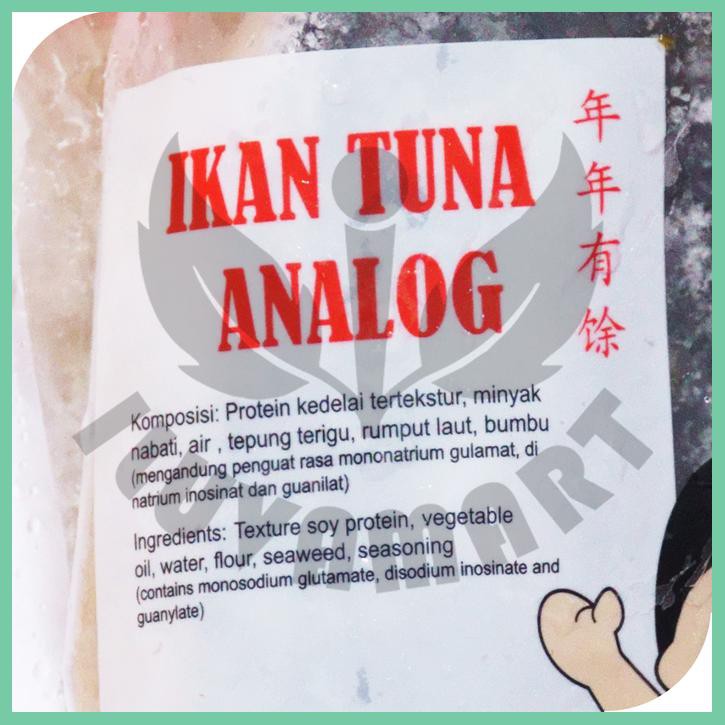 IKAN TUNA
ANALOG
年年有馀
Komposisi: Protein kedelai tertekstur, minyak
nabati, air , tepung terigu, rumput laut, bumbu
(mengandung penguat rasa mononatrium gulamat, di
natrium inosinat dan guanilat)
Ingredients: Texture soy protein, vegetable
oil, water, flour, seaweed, seasoning
(contains monosodium glutamate, disodium inosinate and
guanylate)